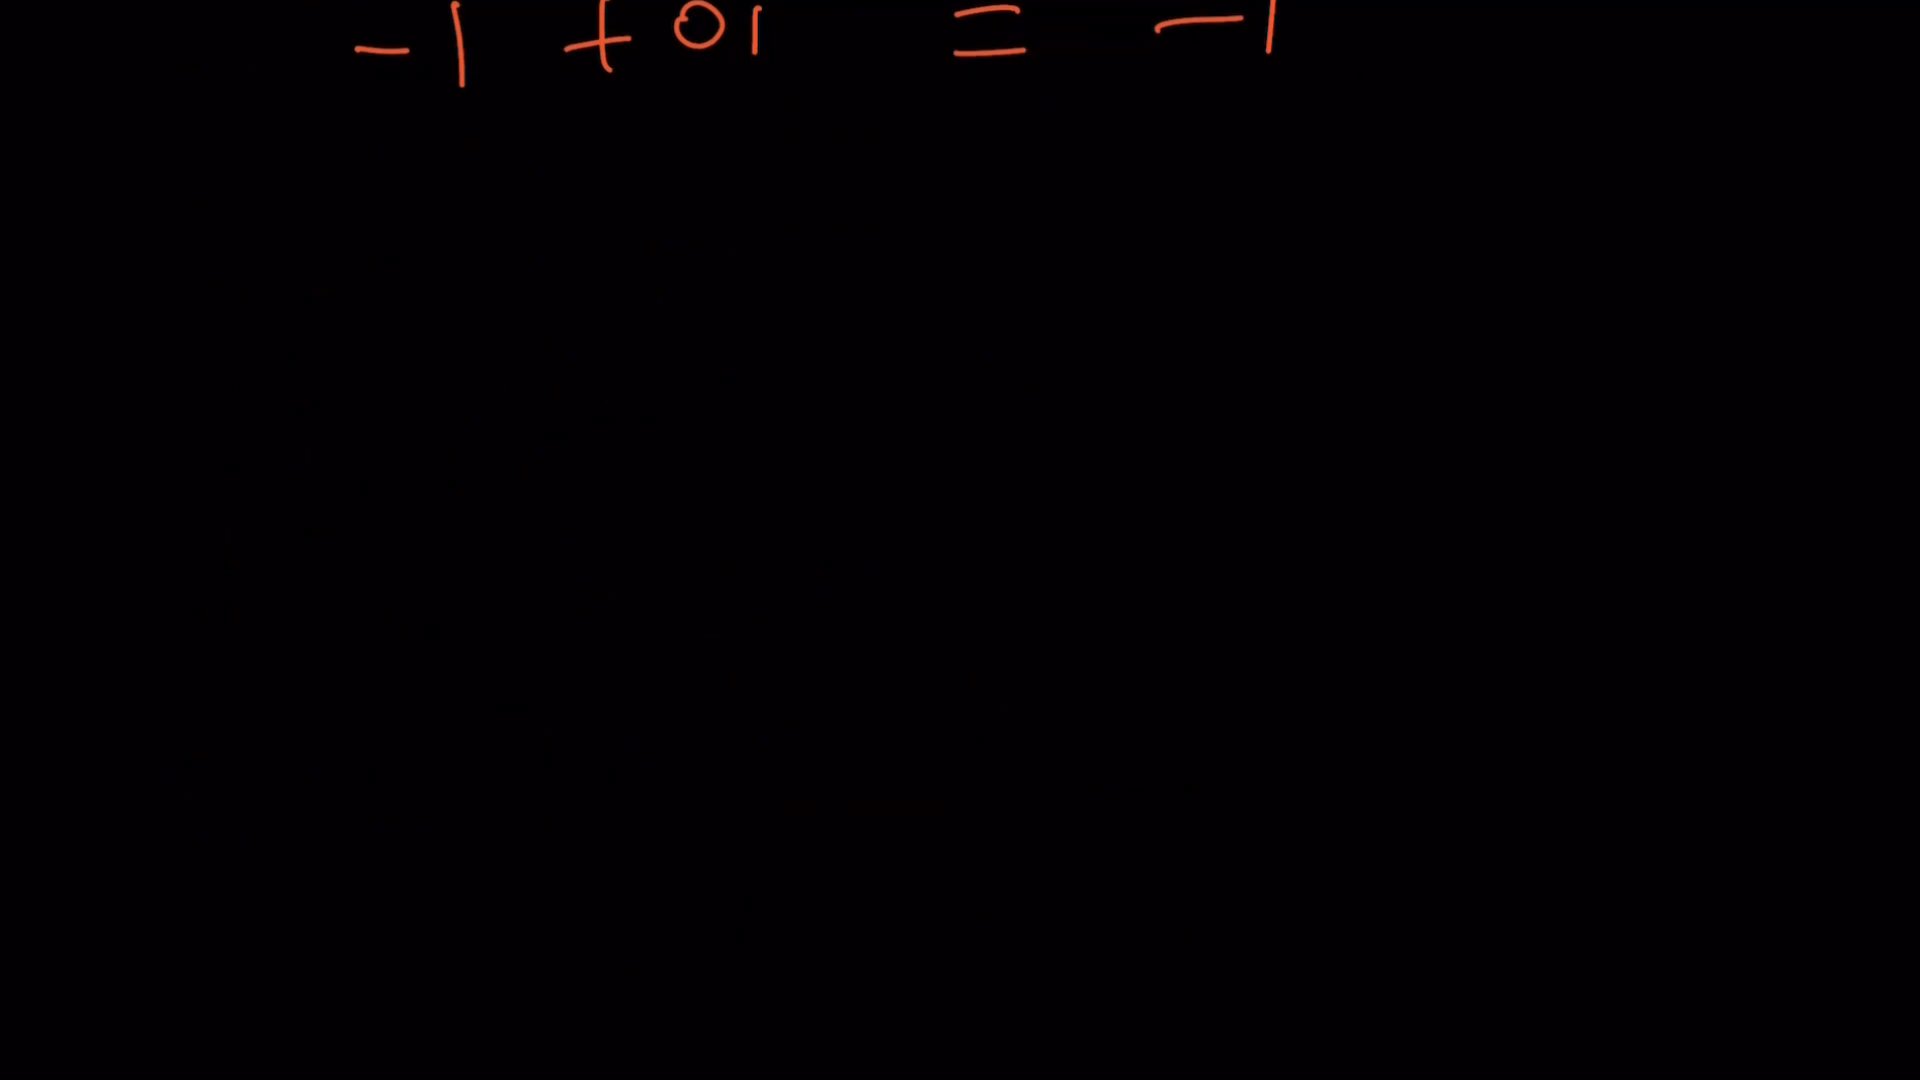 -1 + 0i = -1